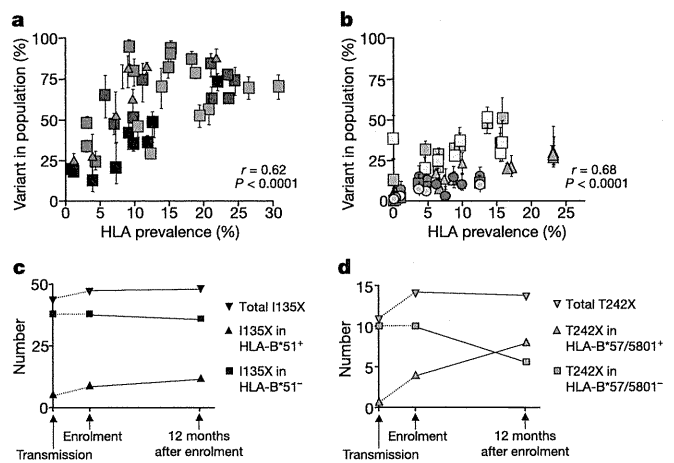 a
Variant in population (%)
100
75
50
25
0
0 5 10 15 20 25 30
HLA prevalence (%)
r = 0.62
P < 0.0001
b
Variant in population (%)
100
75
50
25
0
0 5 10 15 20 25
HLA prevalence (%)
r = 0.68
P < 0.0001
c
Number
50
25
0
Transmission
Enrolment
12 months
after enrolment
Total I135X
I135X in
HLA-B*51+
I135X in
HLA-B*51−
d
Number
15
10
5
0
Transmission
Enrolment
12 months
after enrolment
Total T242X
T242X in
HLA-B*57/5801+
T242X in
HLA-B*57/5801−